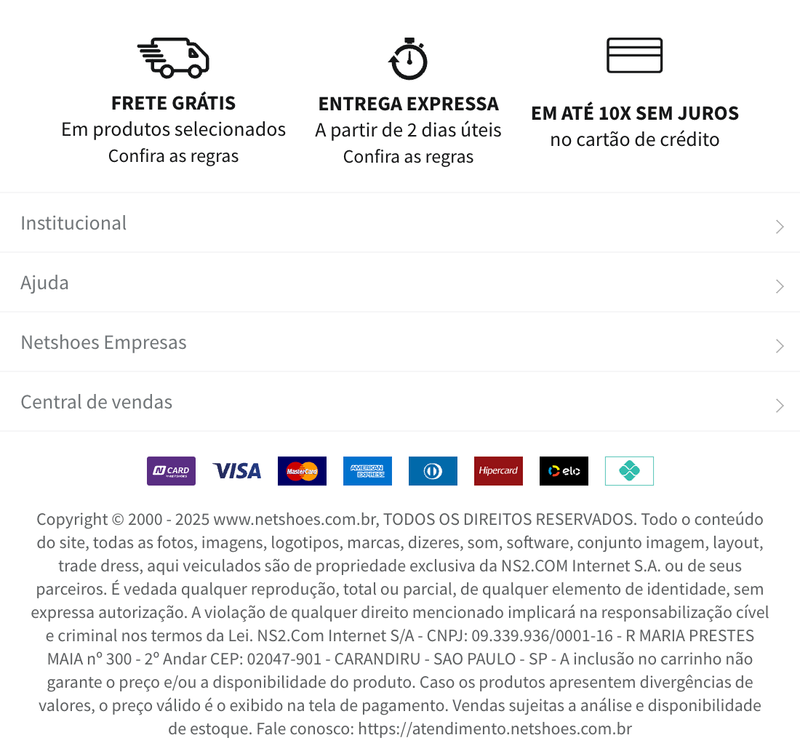 FRETE GRÁTIS
Em produtos selecionados
Confira as regras
ENTREGA EXPRESSA
A partir de 2 dias úteis
Confira as regras
EM ATÉ 10X SEM JUROS
no cartão de crédito
Institucional
Ajuda
Netshoes Empresas
Central de vendas
N CARD
VISA
MasterCard
AMERICAN EXPRESS
Hipercard
elo
Copyright © 2000 - 2025 www.netshoes.com.br, TODOS OS DIREITOS RESERVADOS. Todo o conteúdo
do site, todas as fotos, imagens, logotipos, marcas, dizeres, som, software, conjunto imagem, layout,
trade dress, aqui veiculados são de propriedade exclusiva da NS2.COM Internet S.A. ou de seus
parceiros. É vedada qualquer reprodução, total ou parcial, de qualquer elemento de identidade, sem
expressa autorização. A violação de qualquer direito mencionado implicará na responsabilização cível
e criminal nos termos da Lei. NS2.Com Internet S/A - CNPJ: 09.339.936/0001-16 - R MARIA PRESTES
MAIA nº 300 - 2º Andar CEP: 02047-901 - CARANDIRU - SAO PAULO - SP - A inclusão no carrinho não
garante o preço e/ou a disponibilidade do produto. Caso os produtos apresentem divergências de
valores, o preço válido é o exibido na tela de pagamento. Vendas sujeitas a análise e disponibilidade
de estoque. Fale conosco: https://atendimento.netshoes.com.br